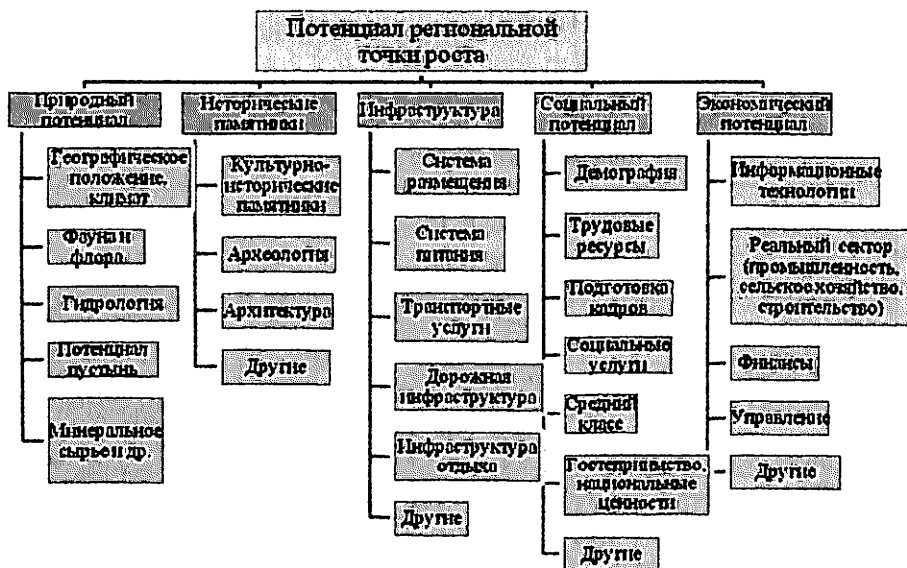 Потенциал региональной
точки роста
Природный
потенциал
Географическое
положение,
климат
Фауна и
флора
Гидрология
Потенциал
пустынь
Минеральное
сырье и др.
Исторические
памятники
Культурно-
исторические
памятники
Археология
Архитектура
Другие
Инфраструктура
Система
размещения
Система
питания
Транспортные
услуги
Дорожная
инфраструктура
Инфраструктура
отдыха
Другие
Социальный
потенциал
Демография
Трудовые
ресурсы
Подготовка
кадров
Социальные
услуги
Средний
класс
Гостеприимство,
национальные
ценности
Другие
Экономический
потенциал
Информационные
технологии
Реальный сектор
(промышленность,
сельское хозяйство,
строительство)
Финансы
Управление
Другие